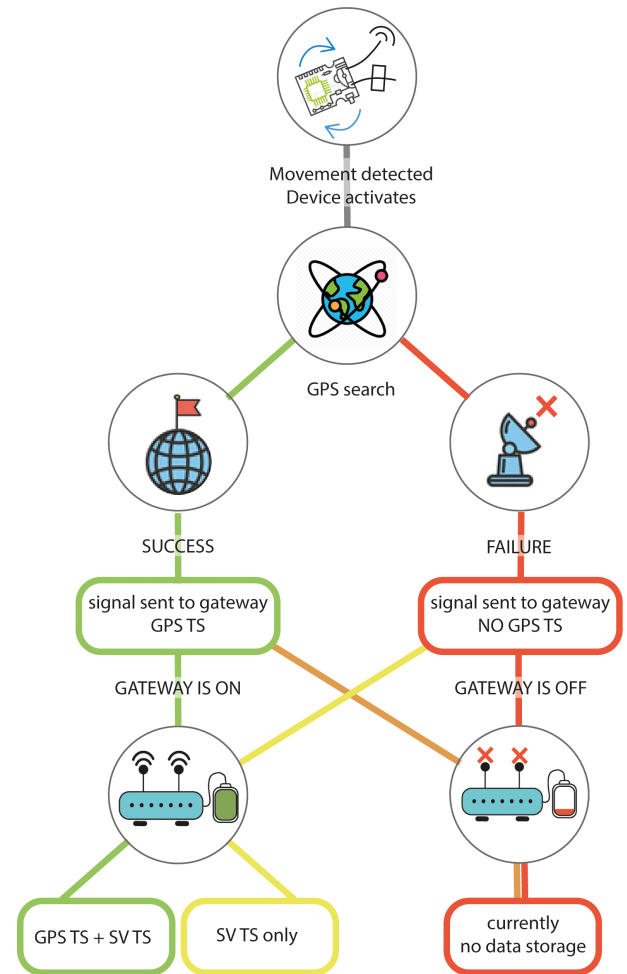 Movement detected
Device activates
GPS search
SUCCESS
FAILURE
signal sent to gateway
GPS TS
signal sent to gateway
NO GPS TS
GATEWAY IS ON
GATEWAY IS OFF
GPS TS + SV TS
SV TS only
currently
no data storage